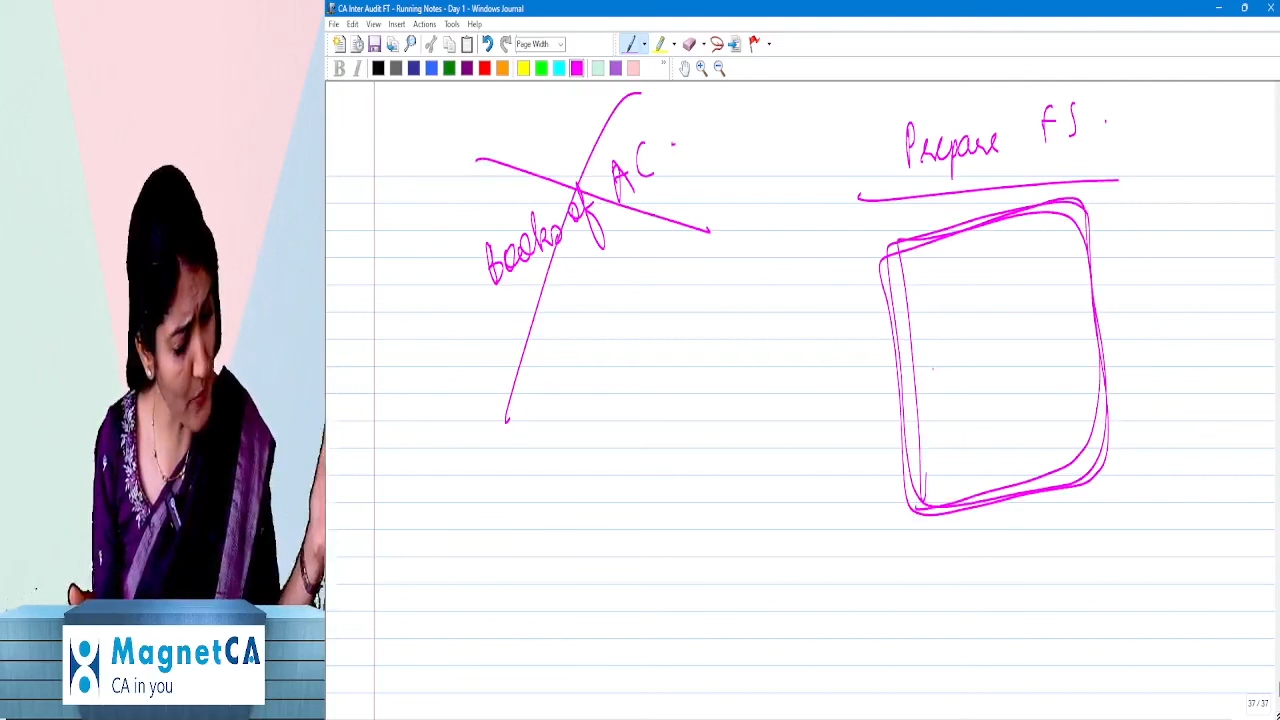 CA Inter Audit FT - Running Notes - Day 1 - Windows Journal
File Edit View Insert Actions Tools Help
Page Width
B I
Books of AC
Prepare FS.
MagnetCA
CA in you
37 / 37